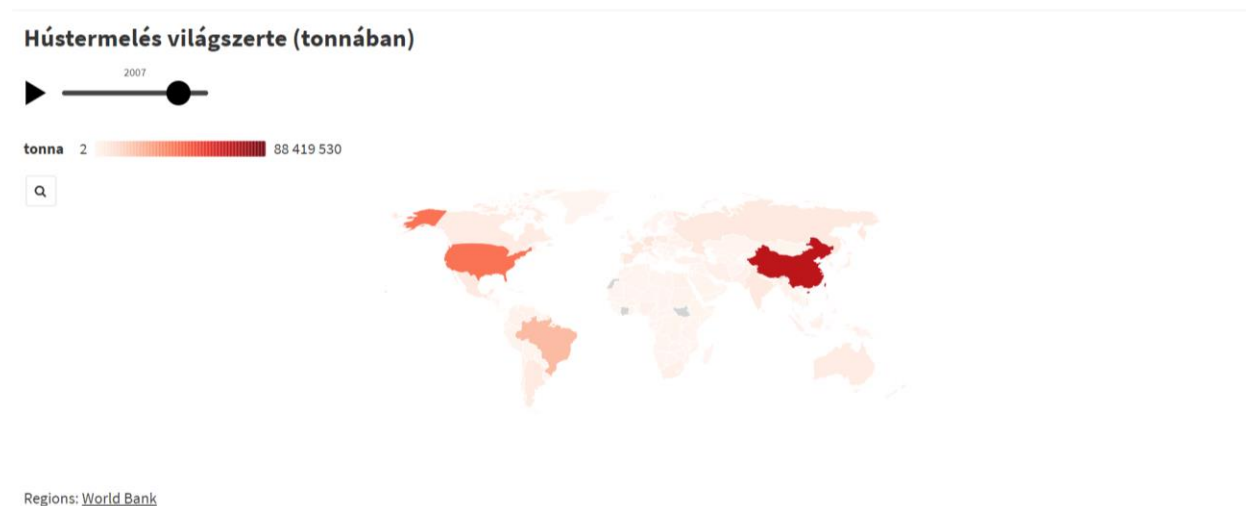 Hústermelés világszerte (tonnában)
2007
tonna 2 88 419 530
Regions: World Bank